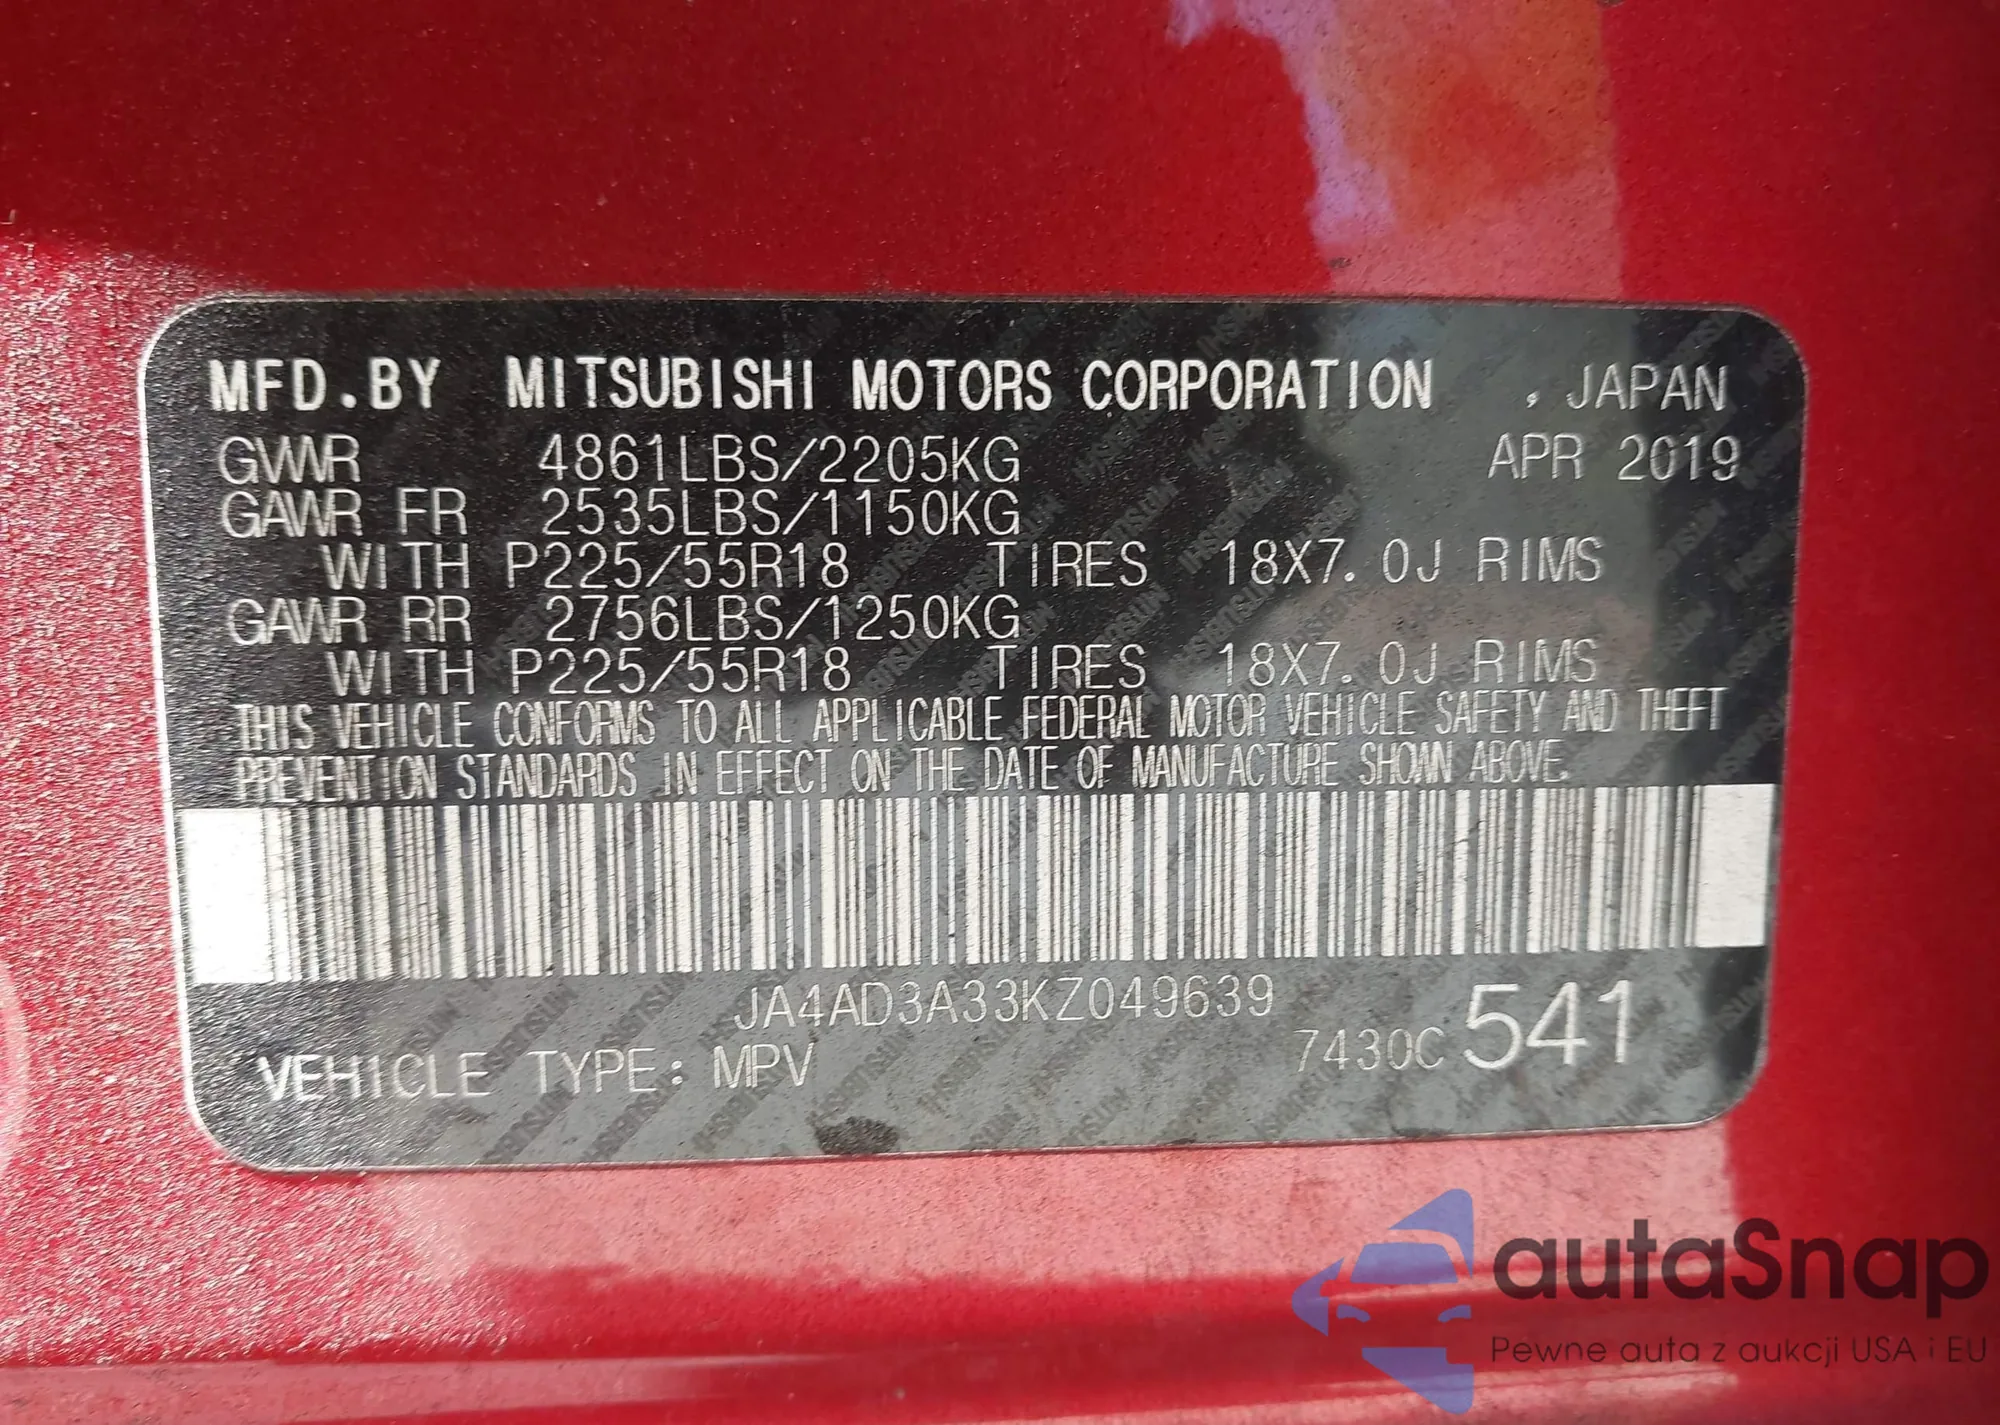 MFD.BY MITSUBISHI MOTORS CORPORATION , JAPAN
GVWR 4861LBS/2205KG APR 2019
GAWR FR 2535LBS/1150KG
WITH P225/55R18 TIRES 18X7.0J RIMS
GAWR RR 2756LBS/1250KG
WITH P225/55R18 TIRES 18X7.0J RIMS
THIS VEHICLE CONFORMS TO ALL APPLICABLE FEDERAL MOTOR VEHICLE SAFETY AND THEFT
PREVENTION STANDARDS IN EFFECT ON THE DATE OF MANUFACTURE SHOWN ABOVE.
JA4AD3A33KZ049639
VEHICLE TYPE: MPV 7430C 541
autaSnap
Pewne auta z aukcji USA i EU